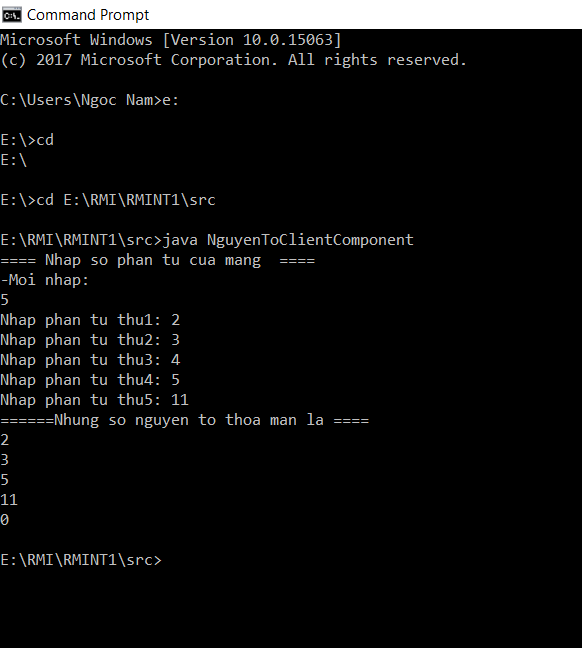 Command Prompt
Microsoft Windows [Version 10.0.15063]
(c) 2017 Microsoft Corporation. All rights reserved.
C:\Users\Ngoc Nam>e:
E:\>cd
E:\
E:\>cd E:\RMI\RMINT1\src
E:\RMI\RMINT1\src>java NguyenToClientComponent
==== Nhap so phan tu cua mang  ====
-Moi nhap:
5
Nhap phan tu thu1: 2
Nhap phan tu thu2: 3
Nhap phan tu thu3: 4
Nhap phan tu thu4: 5
Nhap phan tu thu5: 11
======Nhung so nguyen to thoa man la ====
2
3
5
11
0
E:\RMI\RMINT1\src>